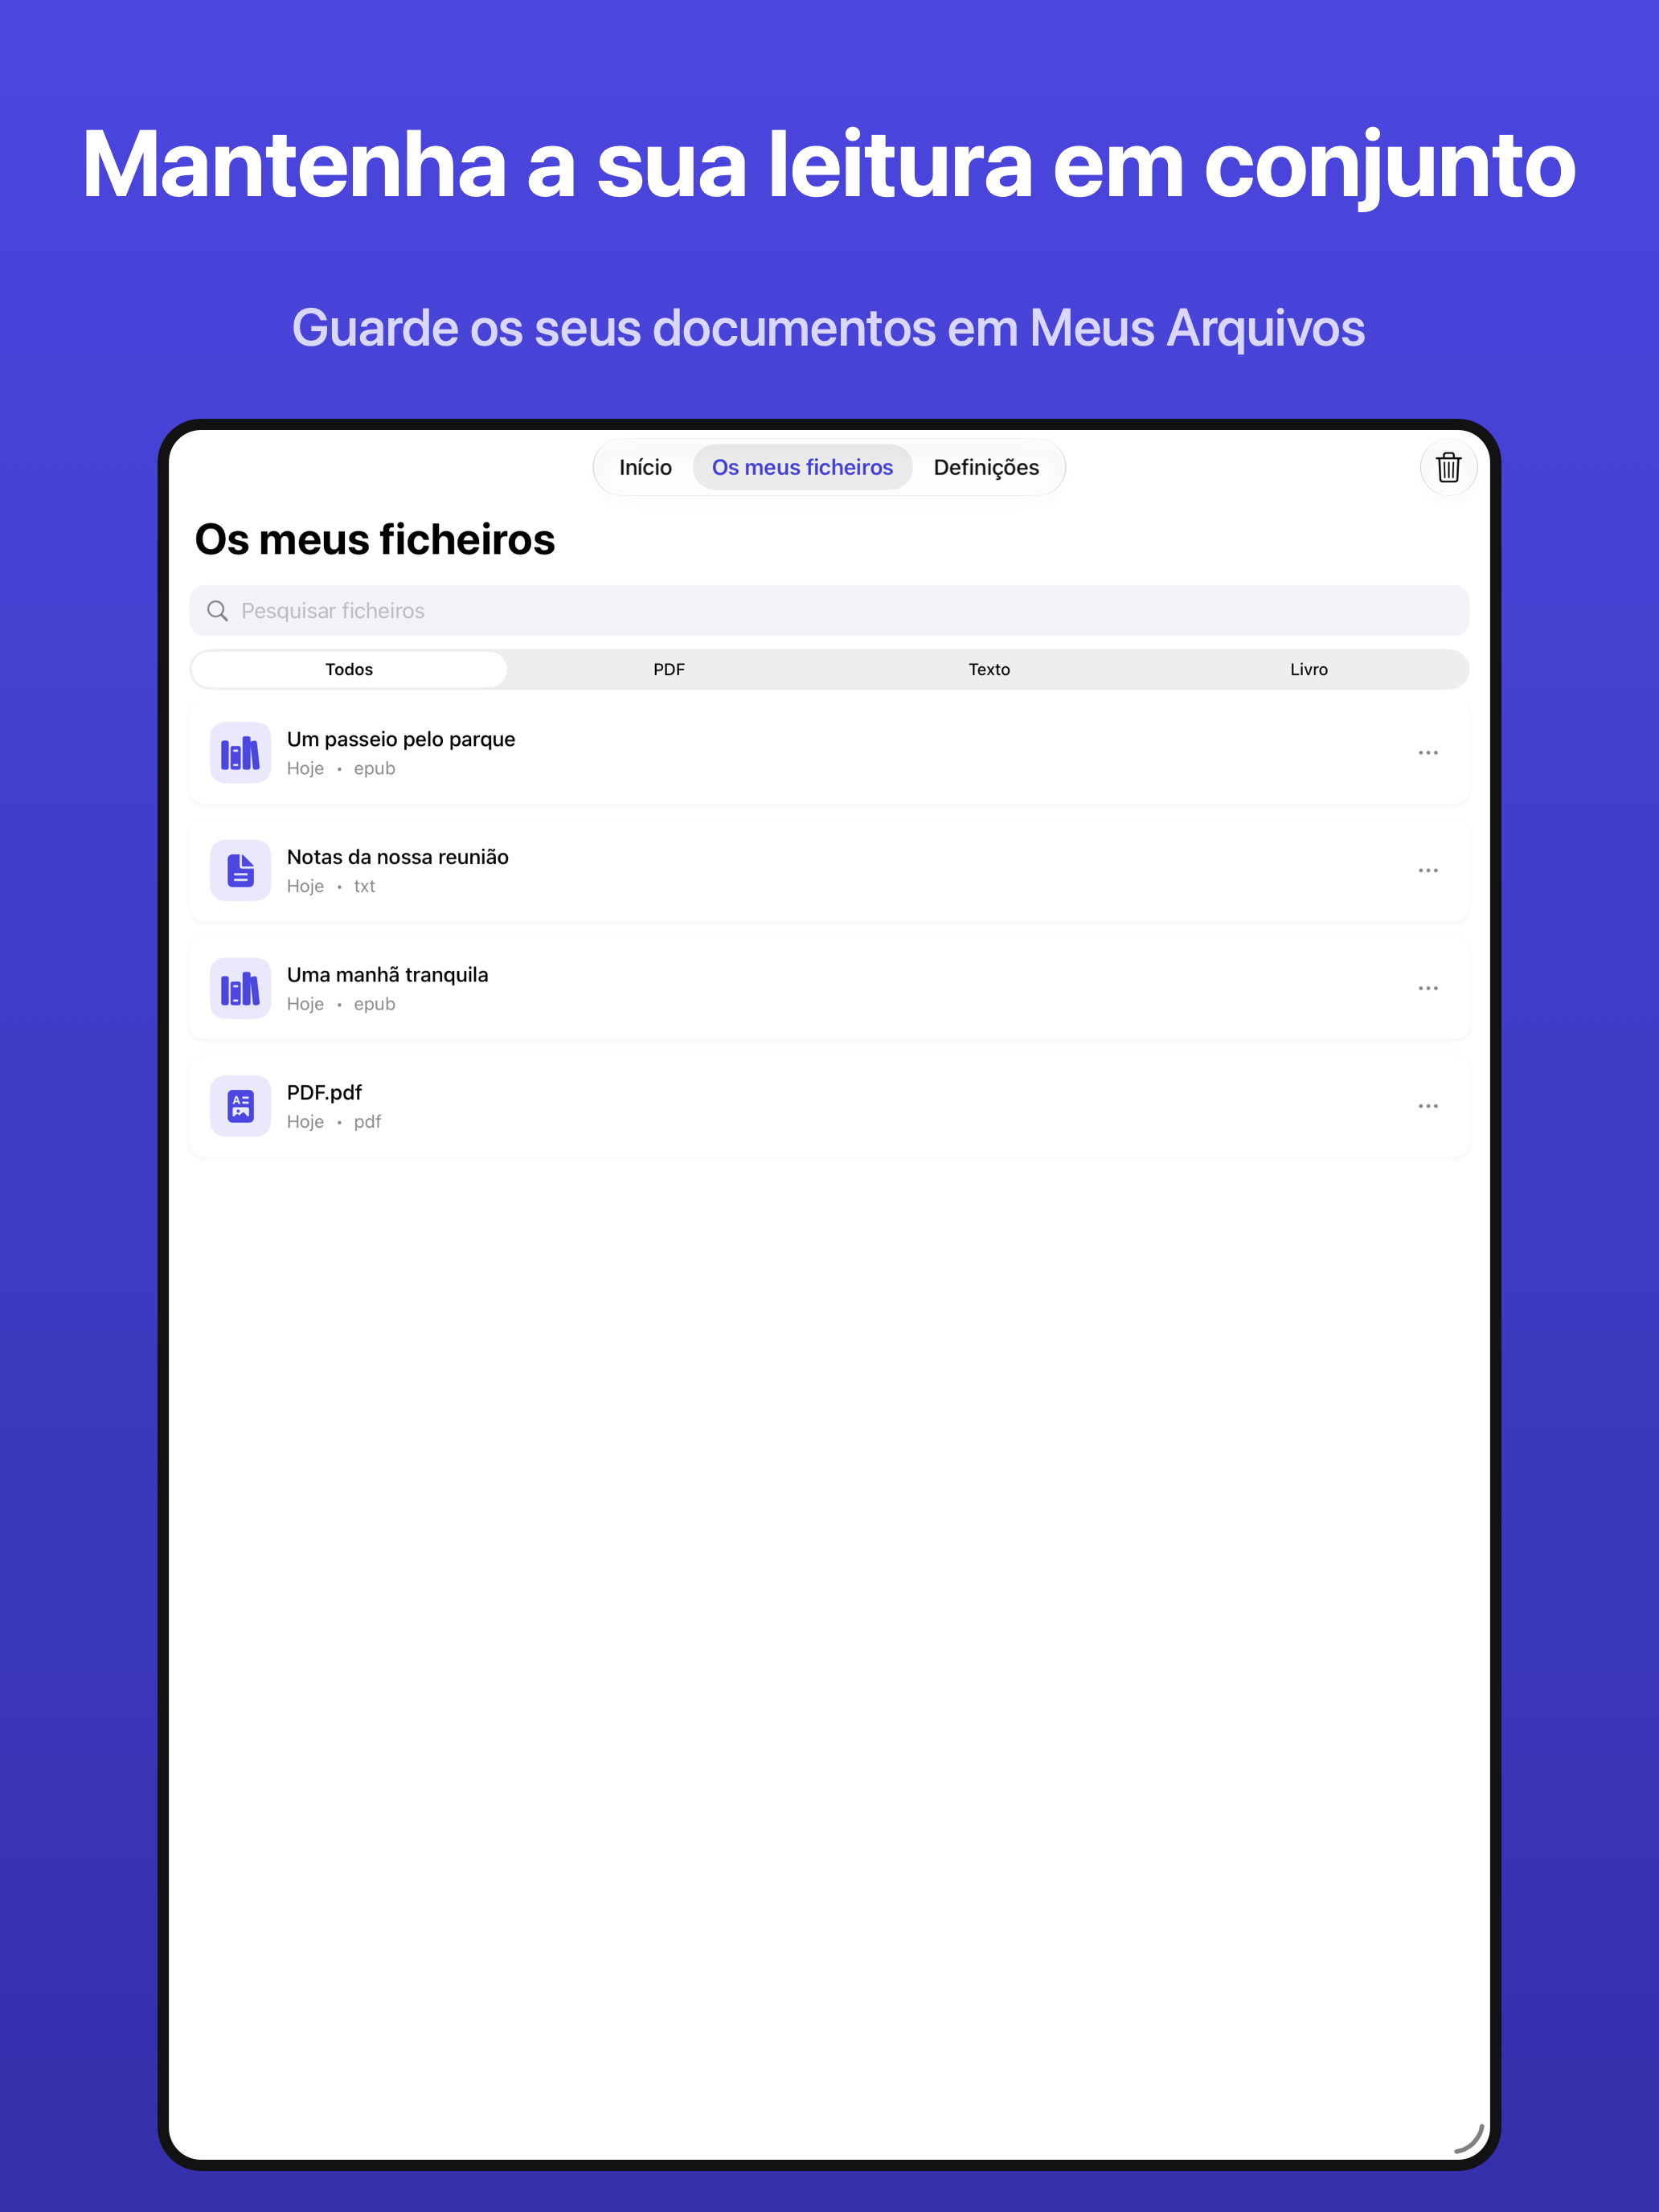 Mantenha a sua leitura em conjunto
Guarde os seus documentos em Meus Arquivos
Início Os meus ficheiros Definições
Os meus ficheiros
Pesquisar ficheiros
Todos PDF Texto Livro
Um passeio pelo parque
Hoje • epub
Notas da nossa reunião
Hoje • txt
Uma manhã tranquila
Hoje • epub
PDF.pdf
Hoje • pdf